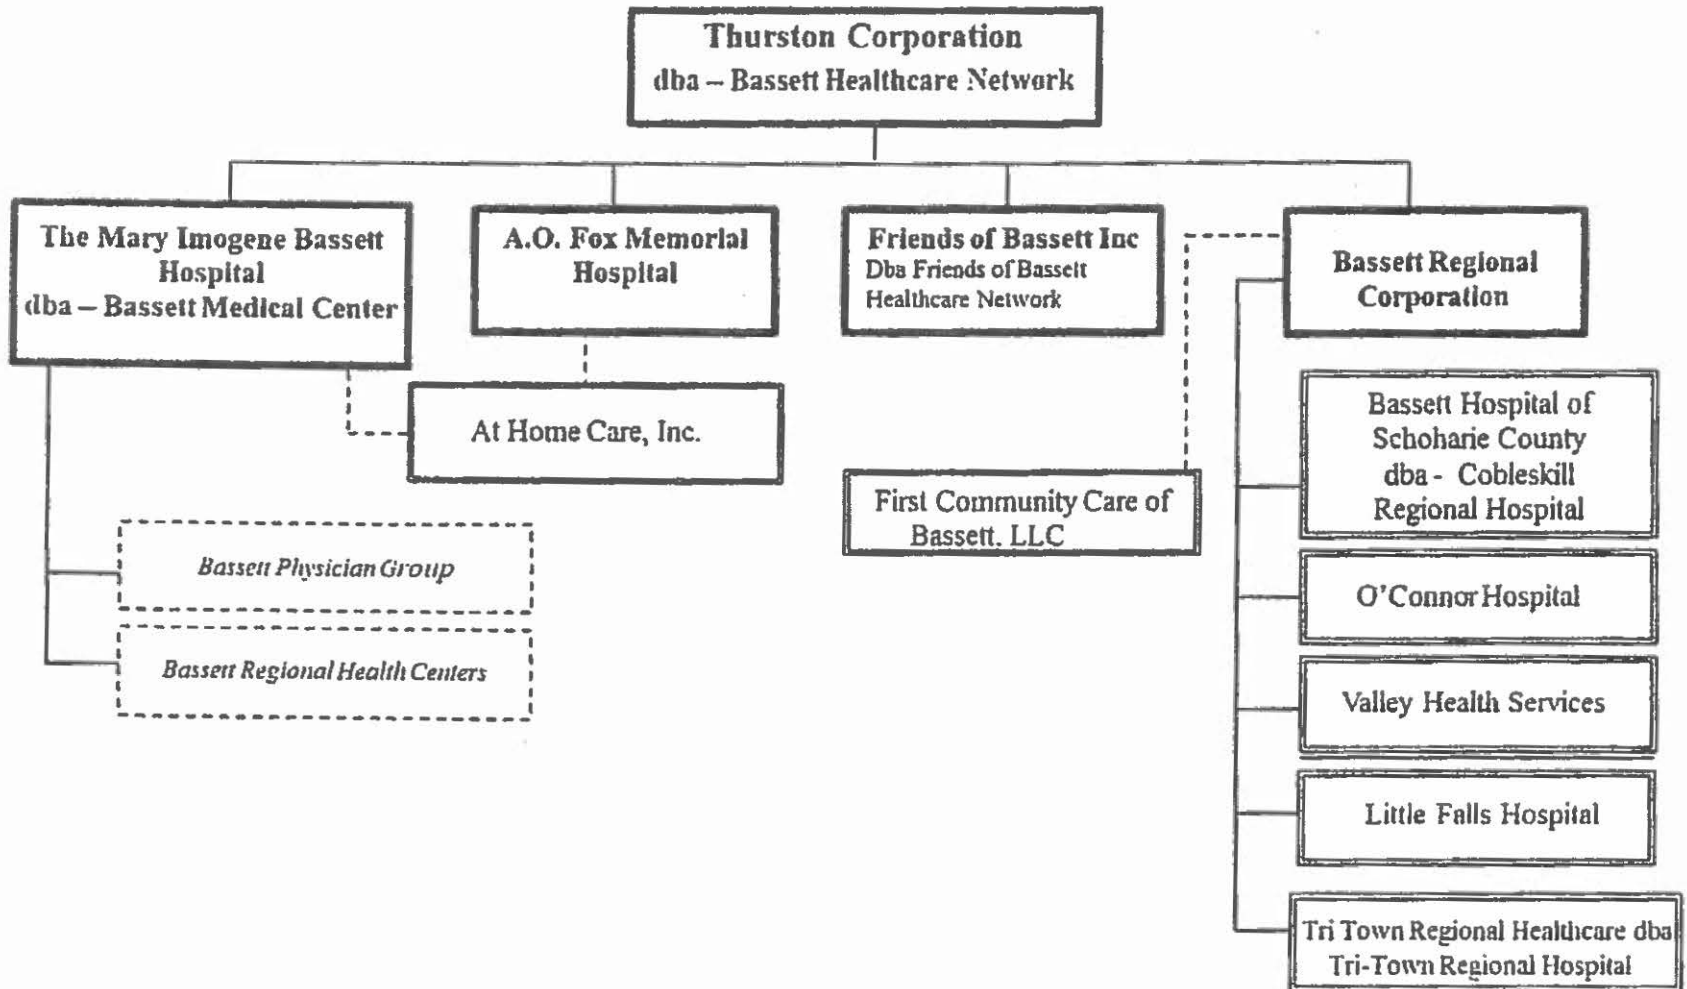 Thurston Corporation
dba – Bassett Healthcare Network
The Mary Imogene Bassett
Hospital
dba – Bassett Medical Center
A.O. Fox Memorial
Hospital
Friends of Bassett Inc
Dba Friends of Bassett
Healthcare Network
Bassett Regional
Corporation
At Home Care, Inc.
First Community Care of
Bassett, LLC
Bassett Physician Group
Bassett Regional Health Centers
Bassett Hospital of
Schoharie County
dba - Cobleskill
Regional Hospital
O'Connor Hospital
Valley Health Services
Little Falls Hospital
Tri Town Regional Healthcare dba
Tri-Town Regional Hospital